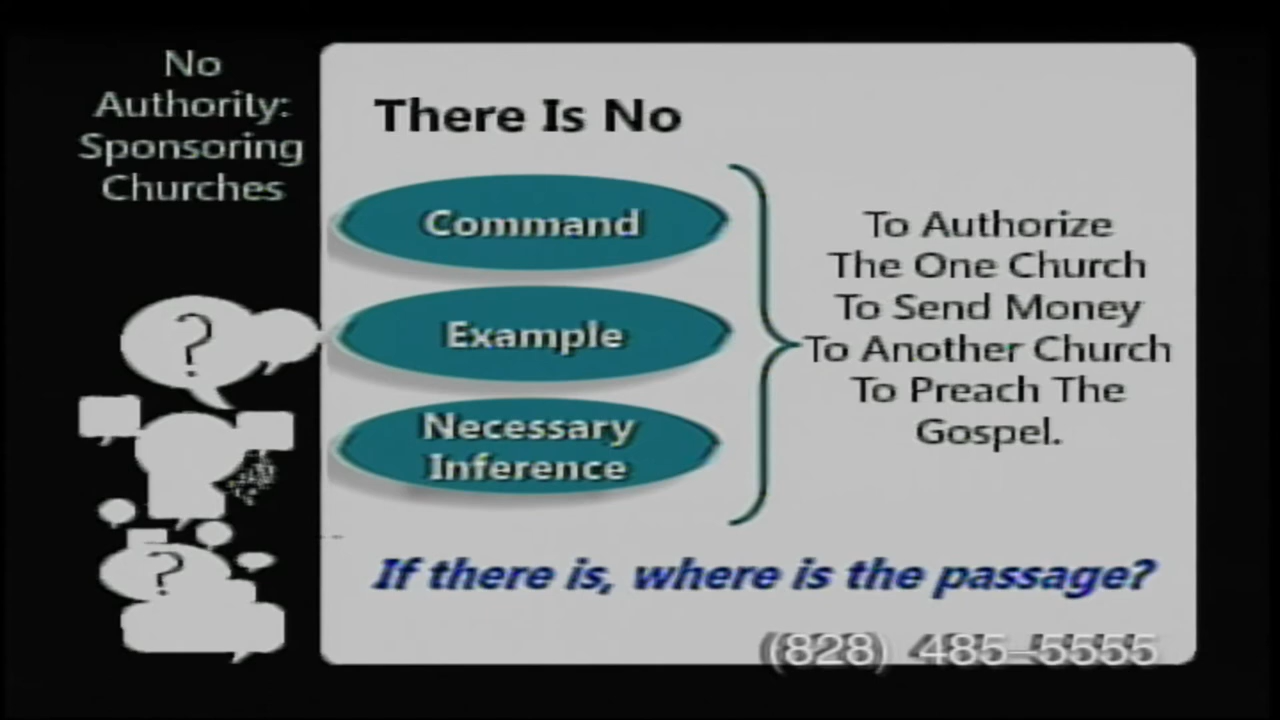 No
Authority:
Sponsoring
Churches
There Is No
Command
Example
Necessary
Inference
To Authorize
The One Church
To Send Money
To Another Church
To Preach The
Gospel.
If there is, where is the passage?
(828) 485-5555
?
?